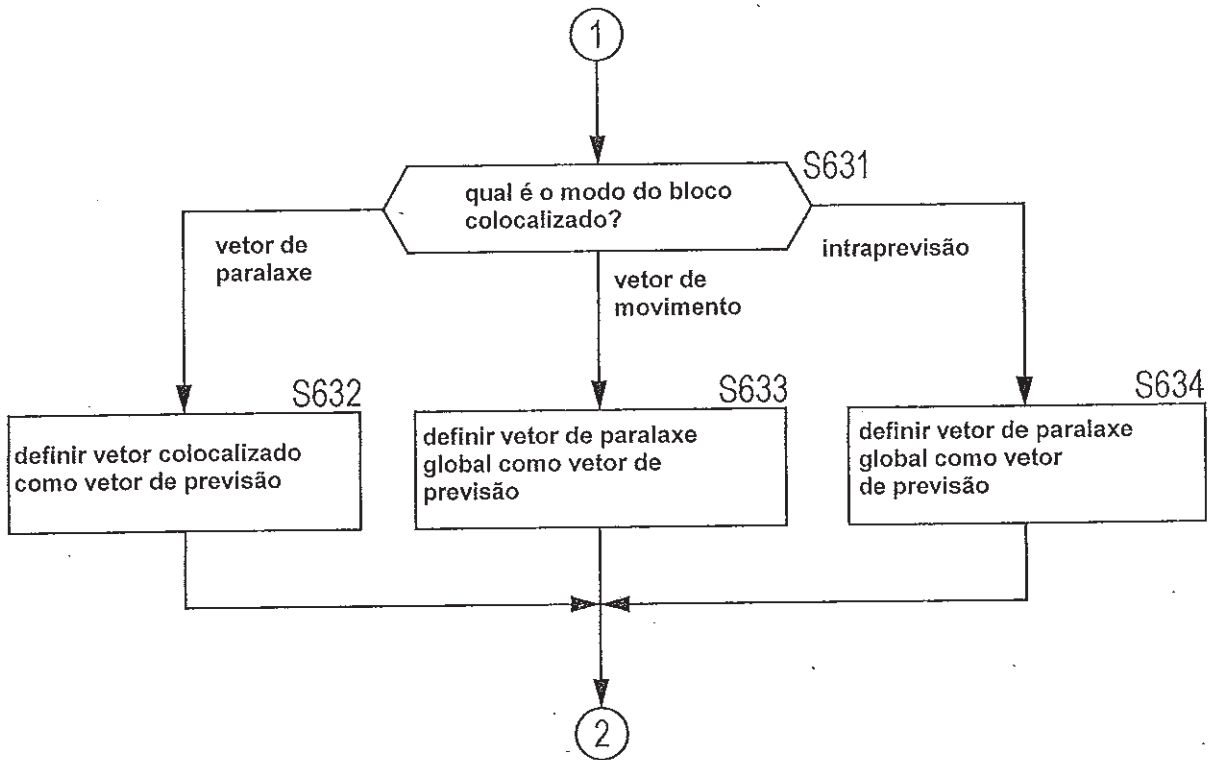 1
S631
qual é o modo do bloco
colocalizado?
vetor de
paralaxe
vetor de
movimento
intraprevisão
S632
definir vetor colocalizado
como vetor de previsão
S633
definir vetor de paralaxe
global como vetor de
previsão
S634
definir vetor de paralaxe
global como vetor
de previsão
2